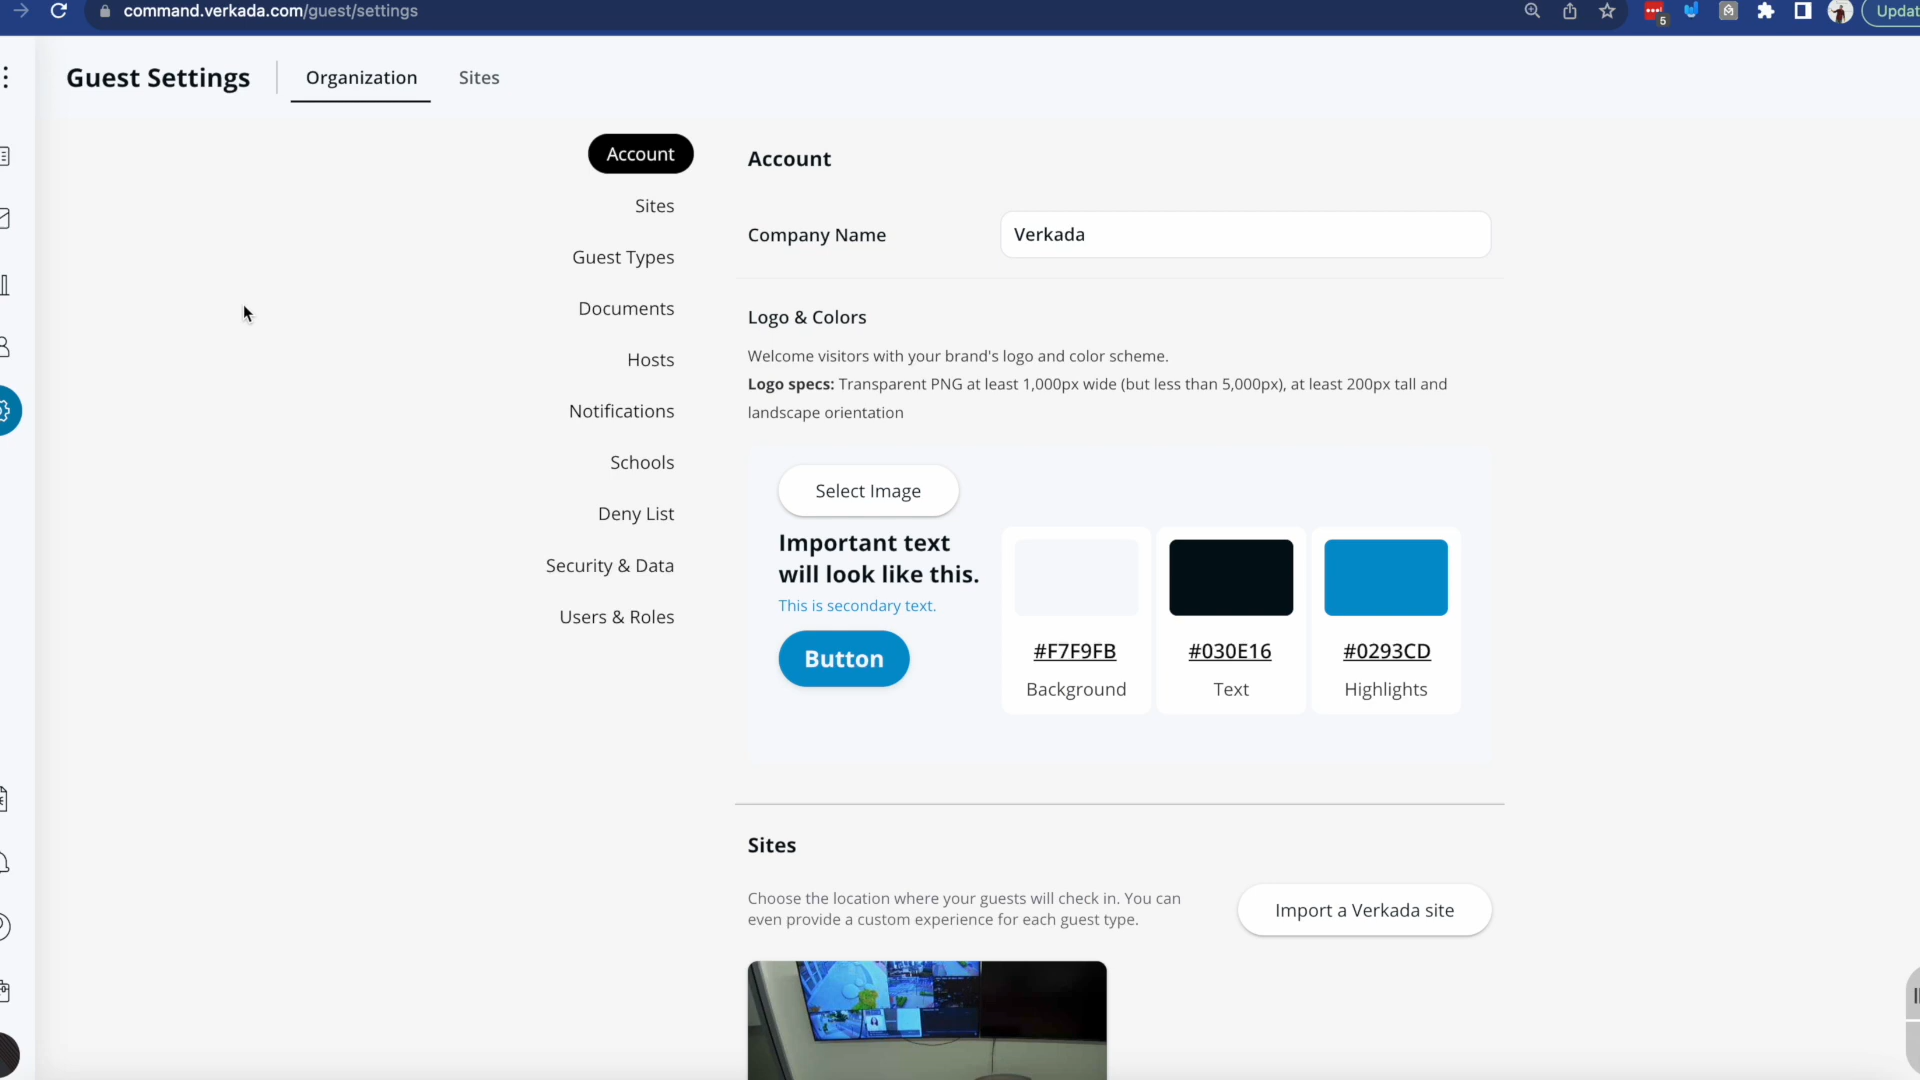 command.verkada.com/guest/settings
5
Updat
Guest Settings
Organization
Sites
Account
Sites
Guest Types
Documents
Hosts
Notifications
Schools
Deny List
Security & Data
Users & Roles
Account
Company Name
Verkada
Logo & Colors
Welcome visitors with your brand's logo and color scheme.
Logo specs: Transparent PNG at least 1,000px wide (but less than 5,000px), at least 200px tall and
landscape orientation
Select Image
Important text
will look like this.
This is secondary text.
Button
#F7F9FB
Background
#030E16
Text
#0293CD
Highlights
Sites
Choose the location where your guests will check in. You can
even provide a custom experience for each guest type.
Import a Verkada site